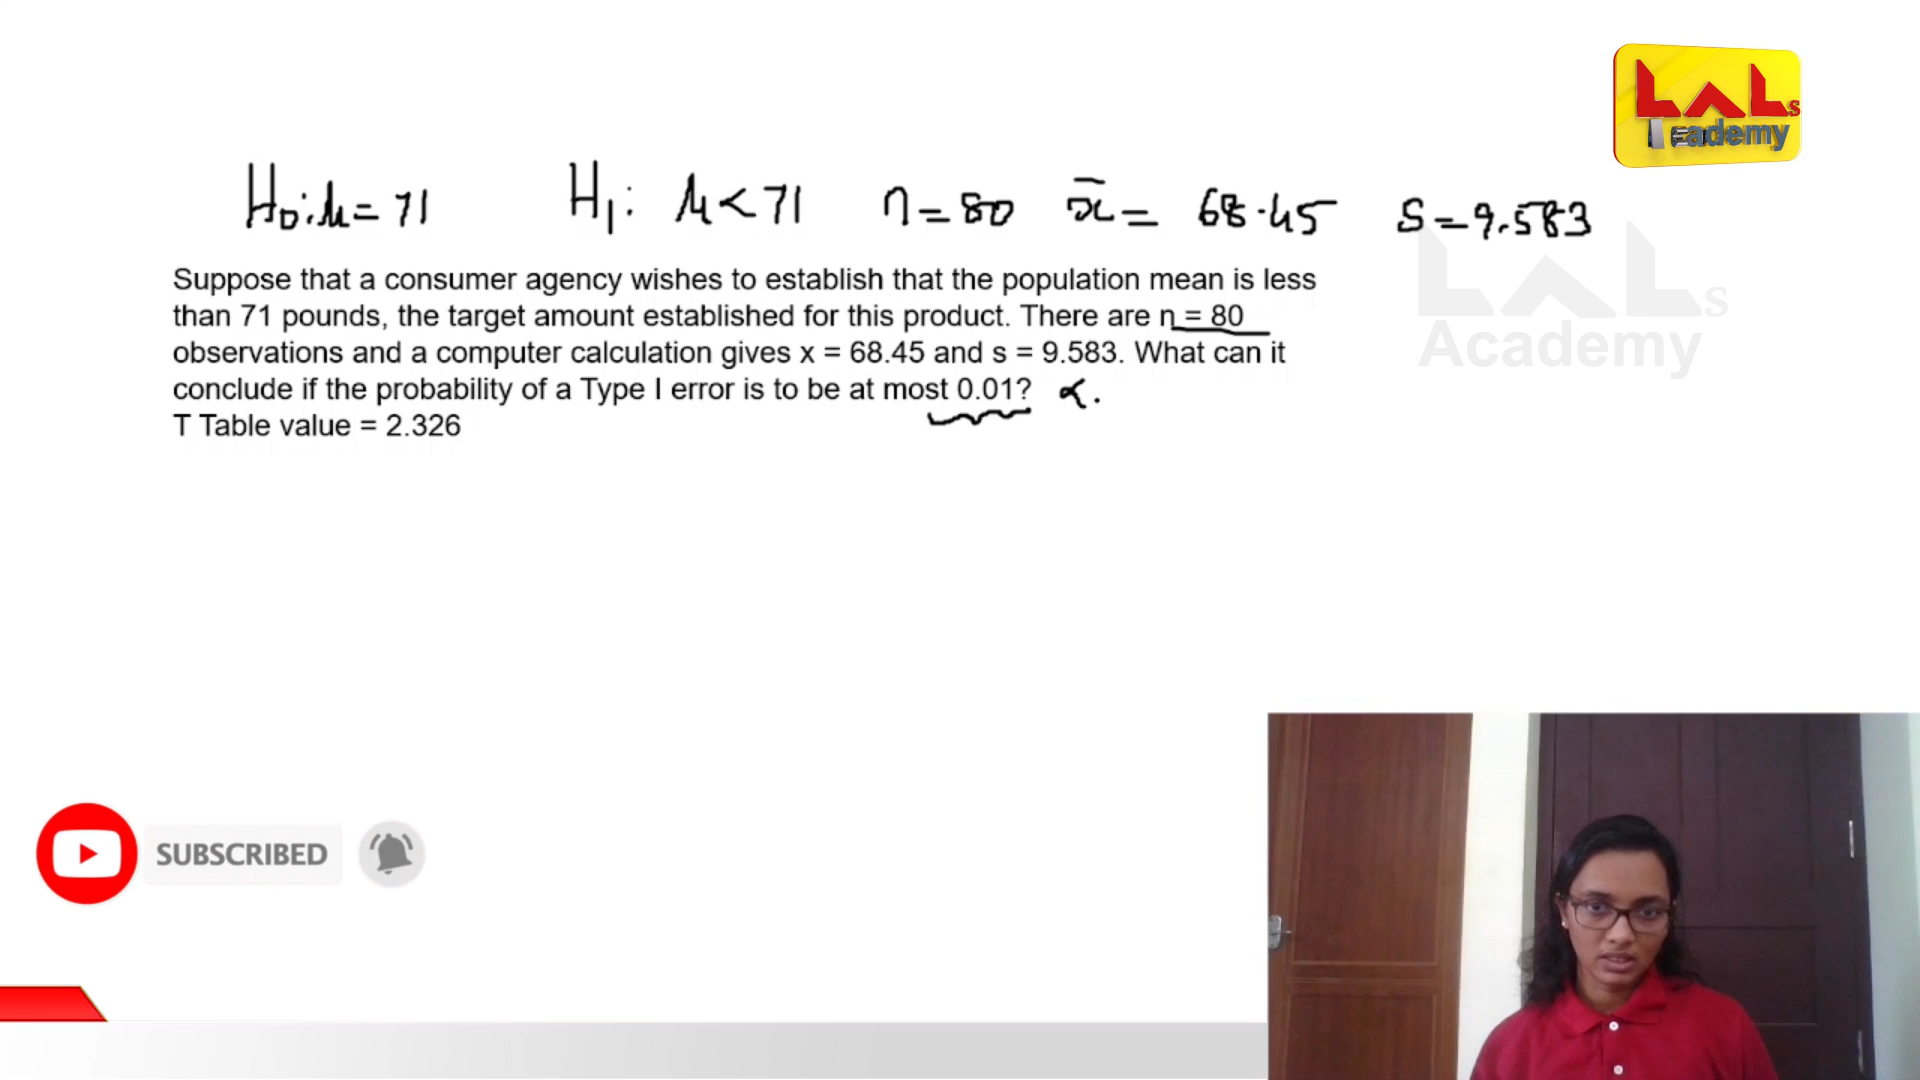 LALs
Academy
H0: μ = 71 H1: μ < 71 n = 80 x̄ = 68.45 S = 9.583
Suppose that a consumer agency wishes to establish that the population mean is less
than 71 pounds, the target amount established for this product. There are n = 80
observations and a computer calculation gives x = 68.45 and s = 9.583. What can it
conclude if the probability of a Type I error is to be at most 0.01? α.
T Table value = 2.326
LALs
Academy
SUBSCRIBED